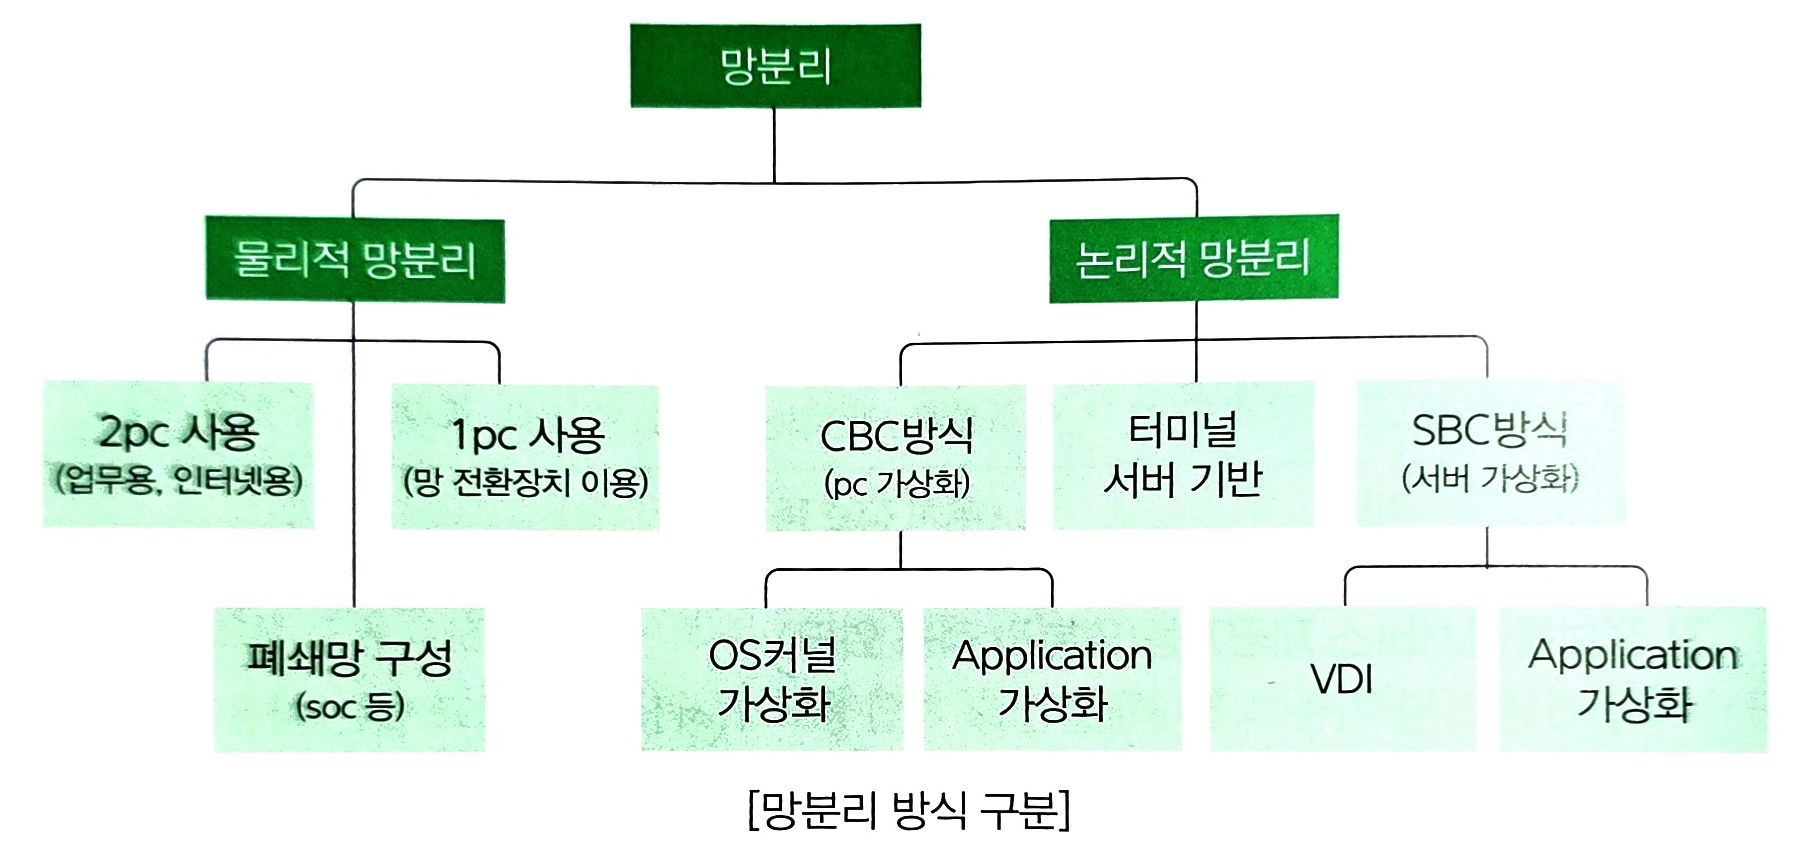 망분리
물리적 망분리
논리적 망분리
2pc 사용
(업무용, 인터넷용)
1pc 사용
(망 전환장치 이용)
CBC방식
(pc 가상화)
터미널
서버 기반
SBC방식
(서버 가상화)
폐쇄망 구성
(soc 등)
OS커널
가상화
Application
가상화
VDI
Application
가상화
[망분리 방식 구분]